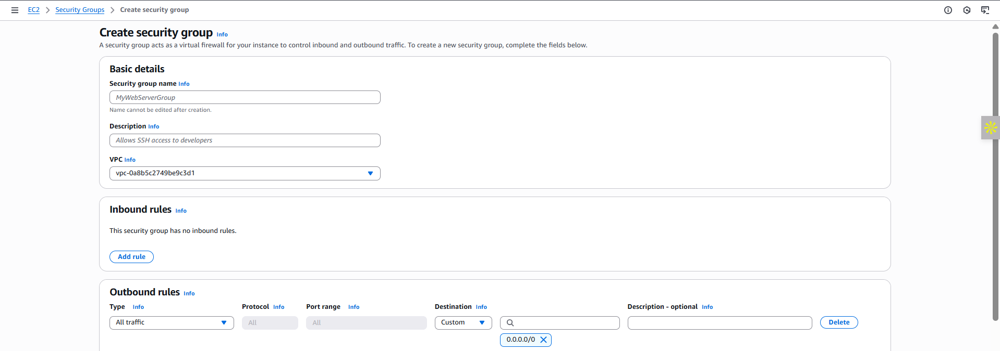 EC2 > Security Groups > Create security group
Create security group Info
A security group acts as a virtual firewall for your instance to control inbound and outbound traffic. To create a new security group, complete the fields below.
Basic details
Security group name Info
MyWebServerGroup
Name cannot be edited after creation.
Description Info
Allows SSH access to developers
VPC Info
vpc-0a8b5c2749be9c3d1
Inbound rules Info
This security group has no inbound rules.
Add rule
Outbound rules Info
Type Info Protocol Info Port range Info Destination Info Description - optional Info
All traffic All All Custom Delete
0.0.0.0/0